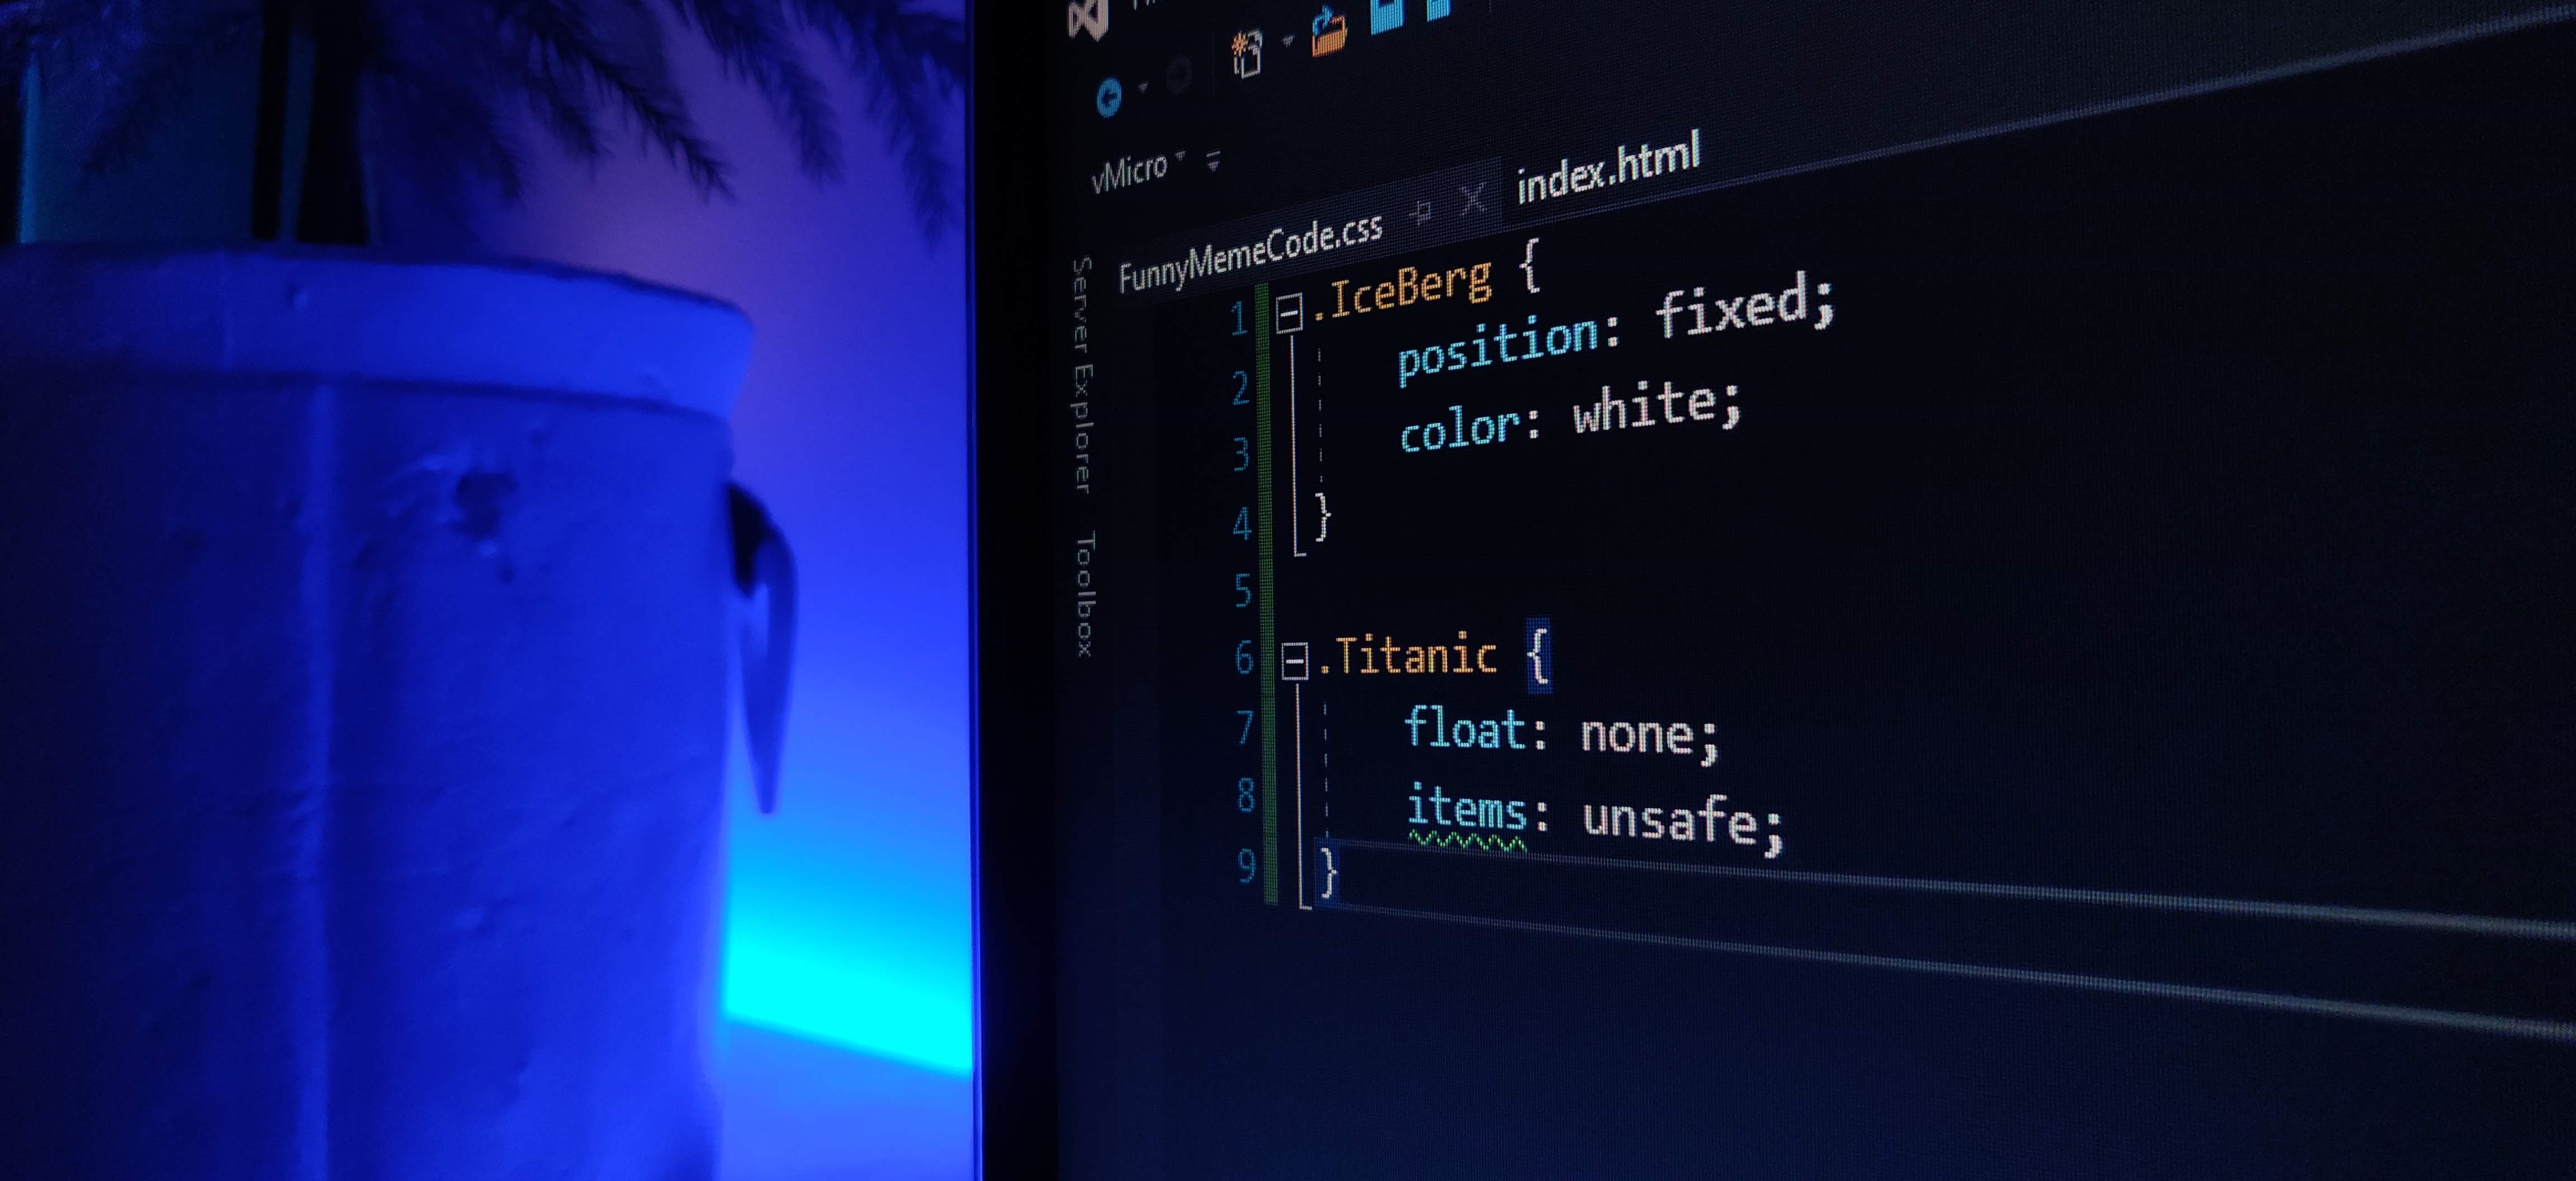 vMicro
FunnyMemeCode.css
index.html
Server Explorer
Toolbox
1 .IceBerg {
2 position: fixed;
3 color: white;
4 }
5
6 .Titanic {
7 float: none;
8 items: unsafe;
9 }